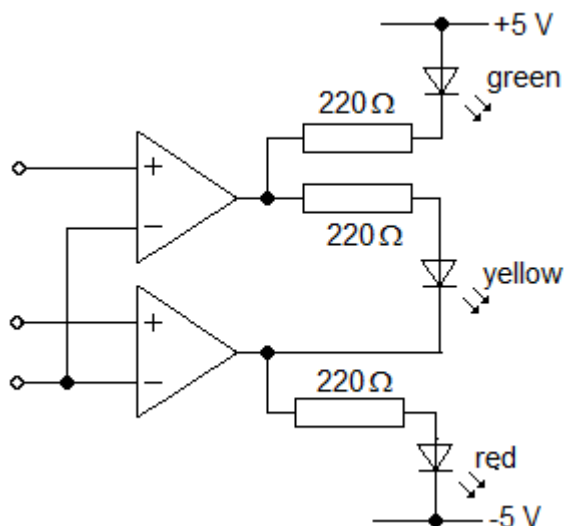 +5 V
green
220 Ω
+
−
220 Ω
yellow
+
−
220 Ω
red
-5 V